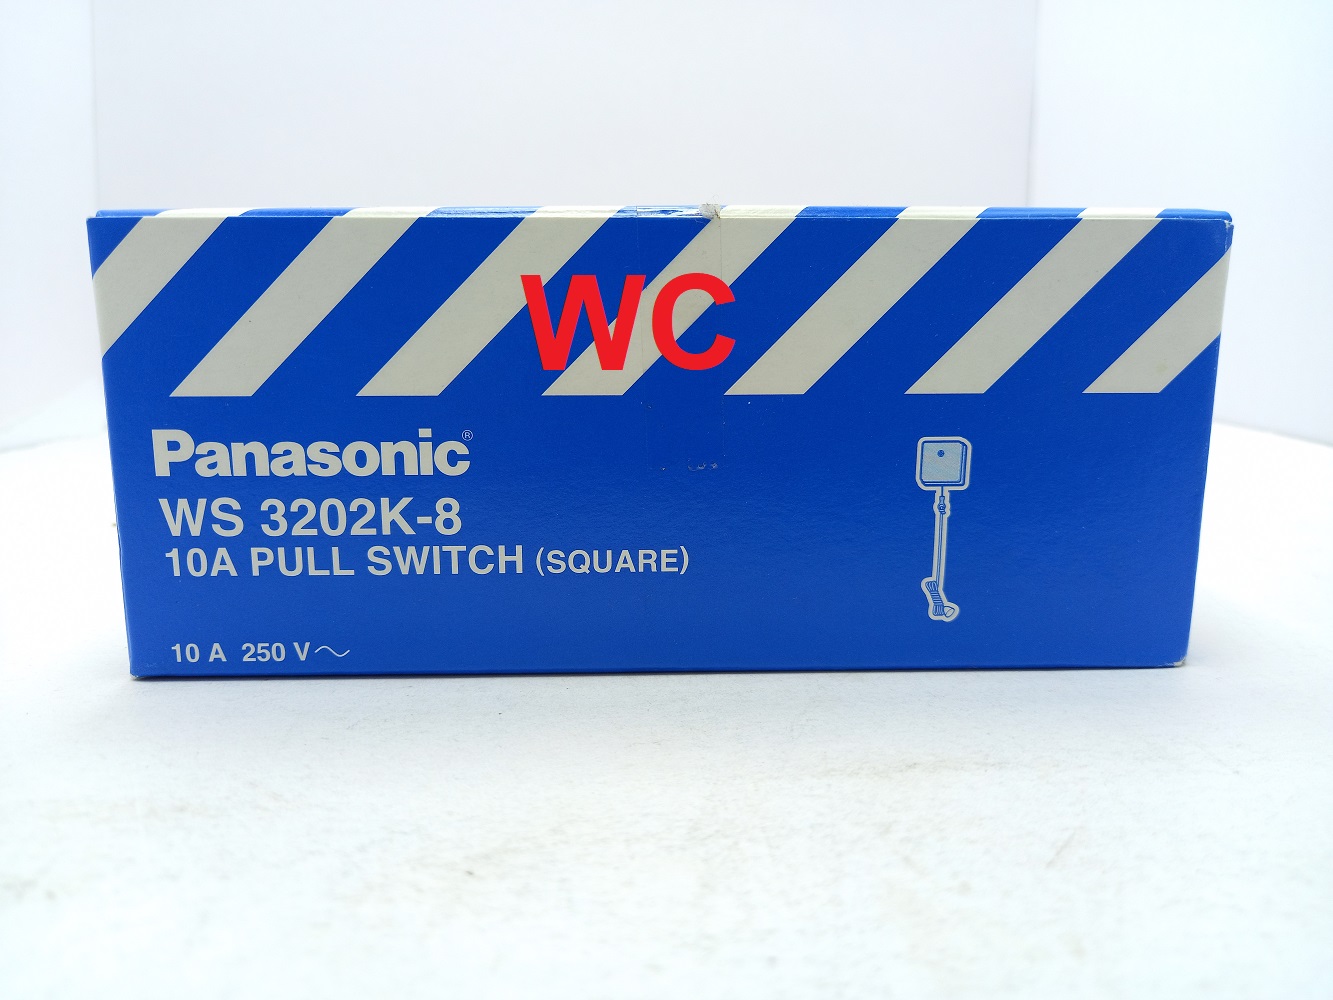 WC
Panasonic®
WS 3202K-8
10A PULL SWITCH (SQUARE)
10 A 250 V~